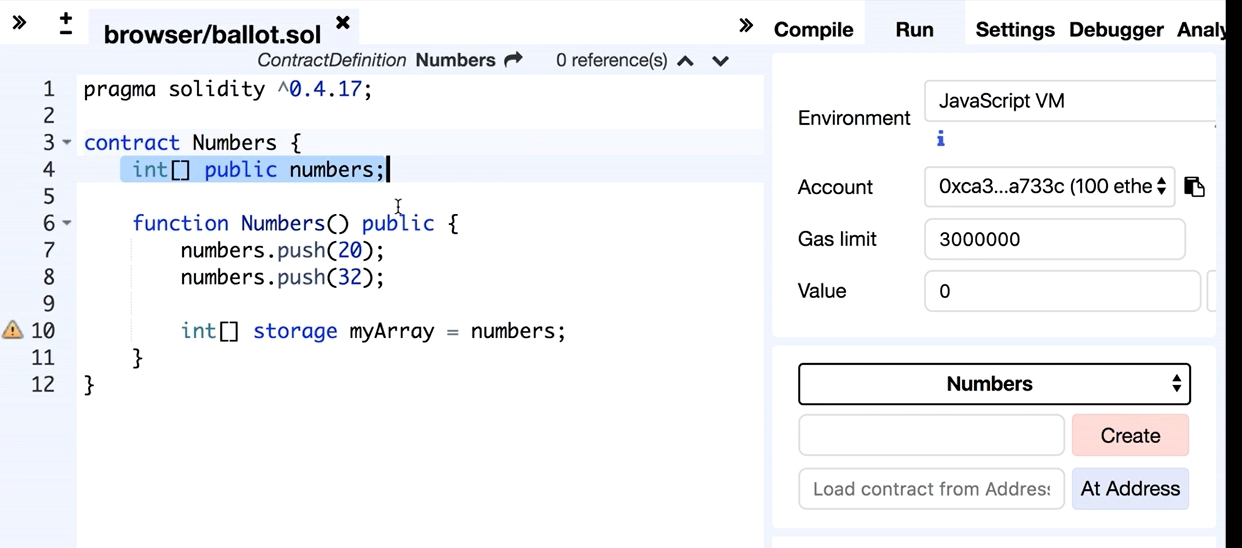 browser/ballot.sol
Compile Run Settings Debugger
ContractDefinition Numbers 0 reference(s)
1 pragma solidity ^0.4.17;
2
3 contract Numbers {
4 int[] public numbers;
5
6 function Numbers() public {
7 numbers.push(20);
8 numbers.push(32);
9
10 int[] storage myArray = numbers;
11 }
12 }
Environment JavaScript VM
Account 0xca3...a733c (100 ethe
Gas limit 3000000
Value 0
Numbers
Create
Load contract from Address At Address